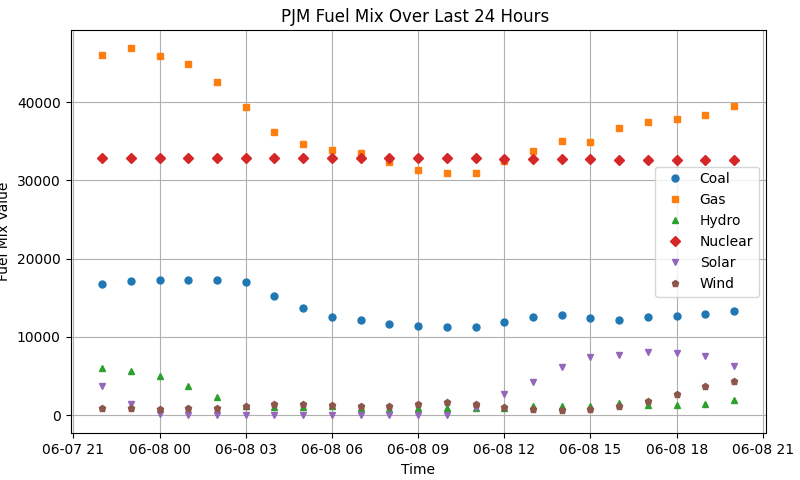 PJM Fuel Mix Over Last 24 Hours
Fuel Mix Value
40000
30000
20000
10000
0
Coal
Gas
Hydro
Nuclear
Solar
Wind
06-07 21 06-08 00 06-08 03 06-08 06 06-08 09 06-08 12 06-08 15 06-08 18 06-08 21
Time